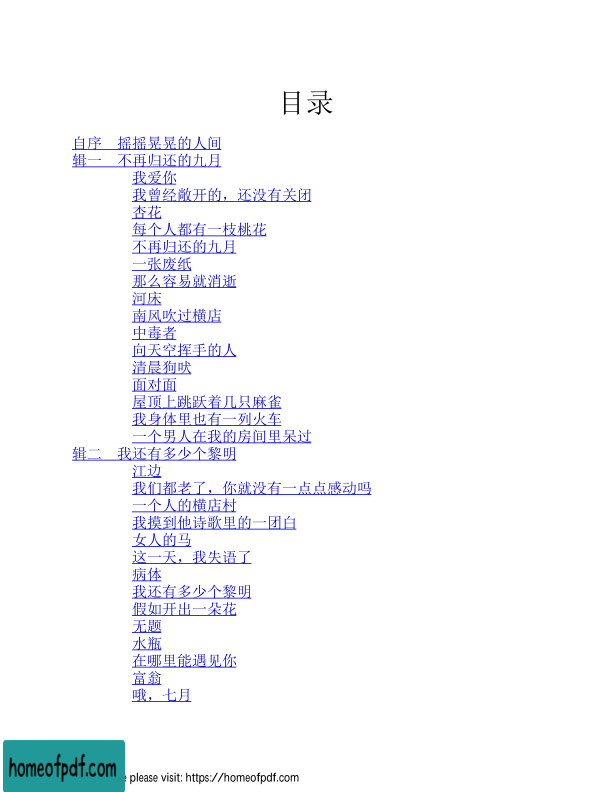 目录
自序　摇摇晃晃的人间
辑一　不再归还的九月
我爱你
我曾经敞开的，还没有关闭
杏花
每个人都有一枝桃花
不再归还的九月
一张废纸
那么容易就消逝
河床
南风吹过横店
中毒者
向天空挥手的人
清晨狗吠
面对面
屋顶上跳跃着几只麻雀
我身体里也有一列火车
一个男人在我的房间里呆过
辑二　我还有多少个黎明
江边
我们都老了，你就没有一点点感动吗
一个人的横店村
我摸到他诗歌里的一团白
女人的马
这一天，我失语了
病体
我还有多少个黎明
假如开出一朵花
无题
水瓶
在哪里能遇见你
富翁
哦，七月
homeofpdf.com
e please visit: https://homeofpdf.com